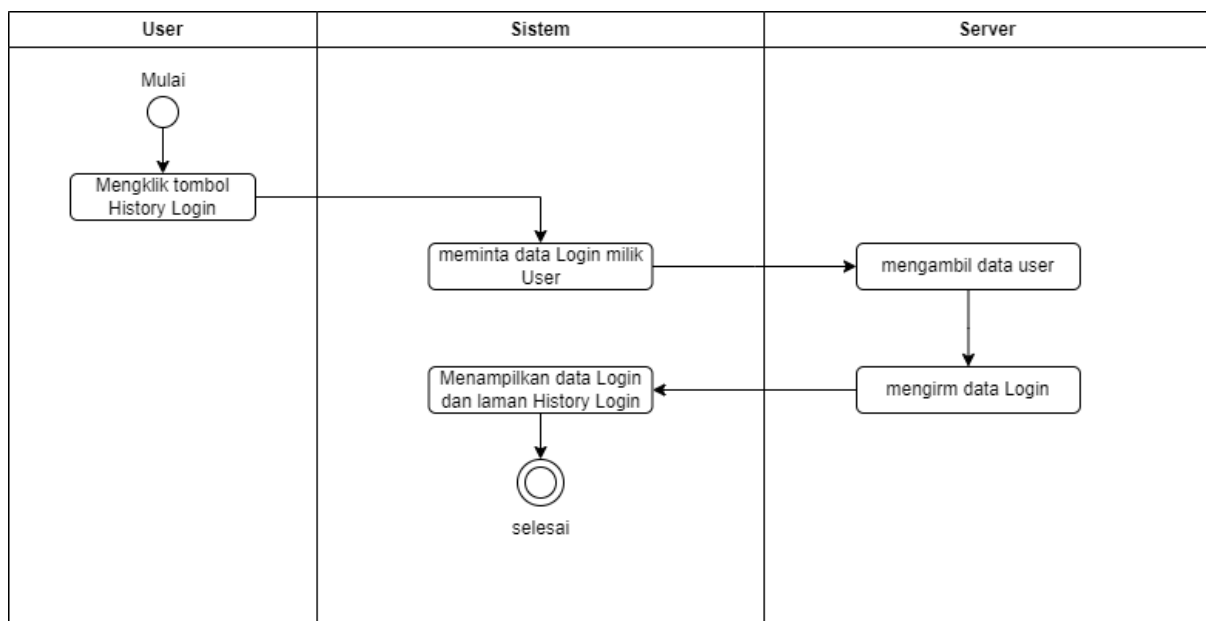 User
Sistem
Server
Mulai
Mengklik tombol
History Login
meminta data Login milik
User
mengambil data user
Menampilkan data Login
dan laman History Login
mengirm data Login
selesai